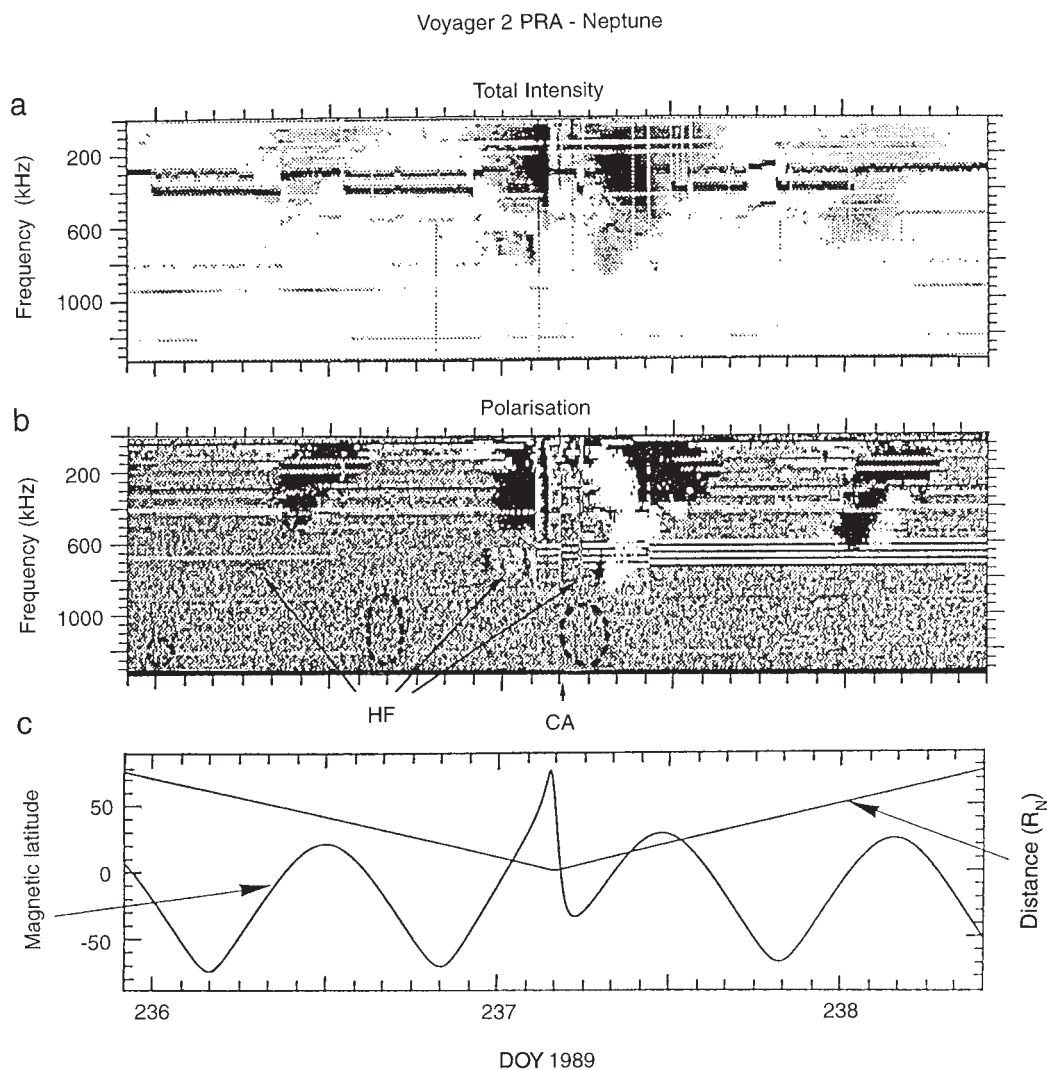 Voyager 2 PRA - Neptune
a
Total Intensity
Frequency (kHz)
200
600
1000
b
Polarisation
Frequency (kHz)
200
600
1000
HF
CA
c
Magnetic latitude
50
0
-50
Distance (RN)
236
237
238
DOY 1989